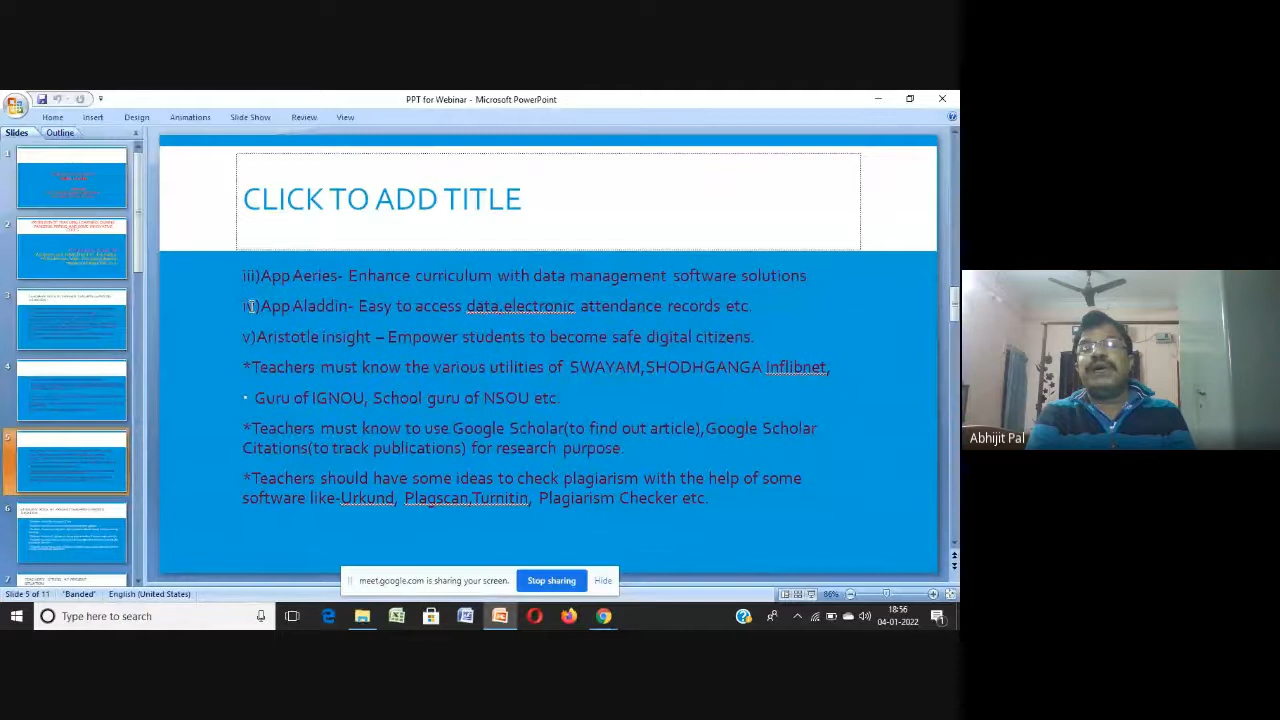 PPT for Webinar - Microsoft PowerPoint
Home Insert Design Animations Slide Show Review View
Slides Outline
CLICK TO ADD TITLE
iii)App Aeries- Enhance curriculum with data management software solutions
iv)App Aladdin- Easy to access data,electronic attendance records etc.
v)Aristotle insight – Empower students to become safe digital citizens.
*Teachers must know the various utilities of SWAYAM,SHODHGANGA Inflibnet,
Guru of IGNOU, School guru of NSOU etc.
*Teachers must know to use Google Scholar(to find out article),Google Scholar
Citations(to track publications) for research purpose.
*Teachers should have some ideas to check plagiarism with the help of some
software like-Urkund, Plagscan,Turnitin, Plagiarism Checker etc.
1
2
3
4
5
6
7
meet.google.com is sharing your screen. Stop sharing Hide
Slide 5 of 11 "Banded" English (United States) 86%
Type here to search
18:56
04-01-2022
Abhijit Pal